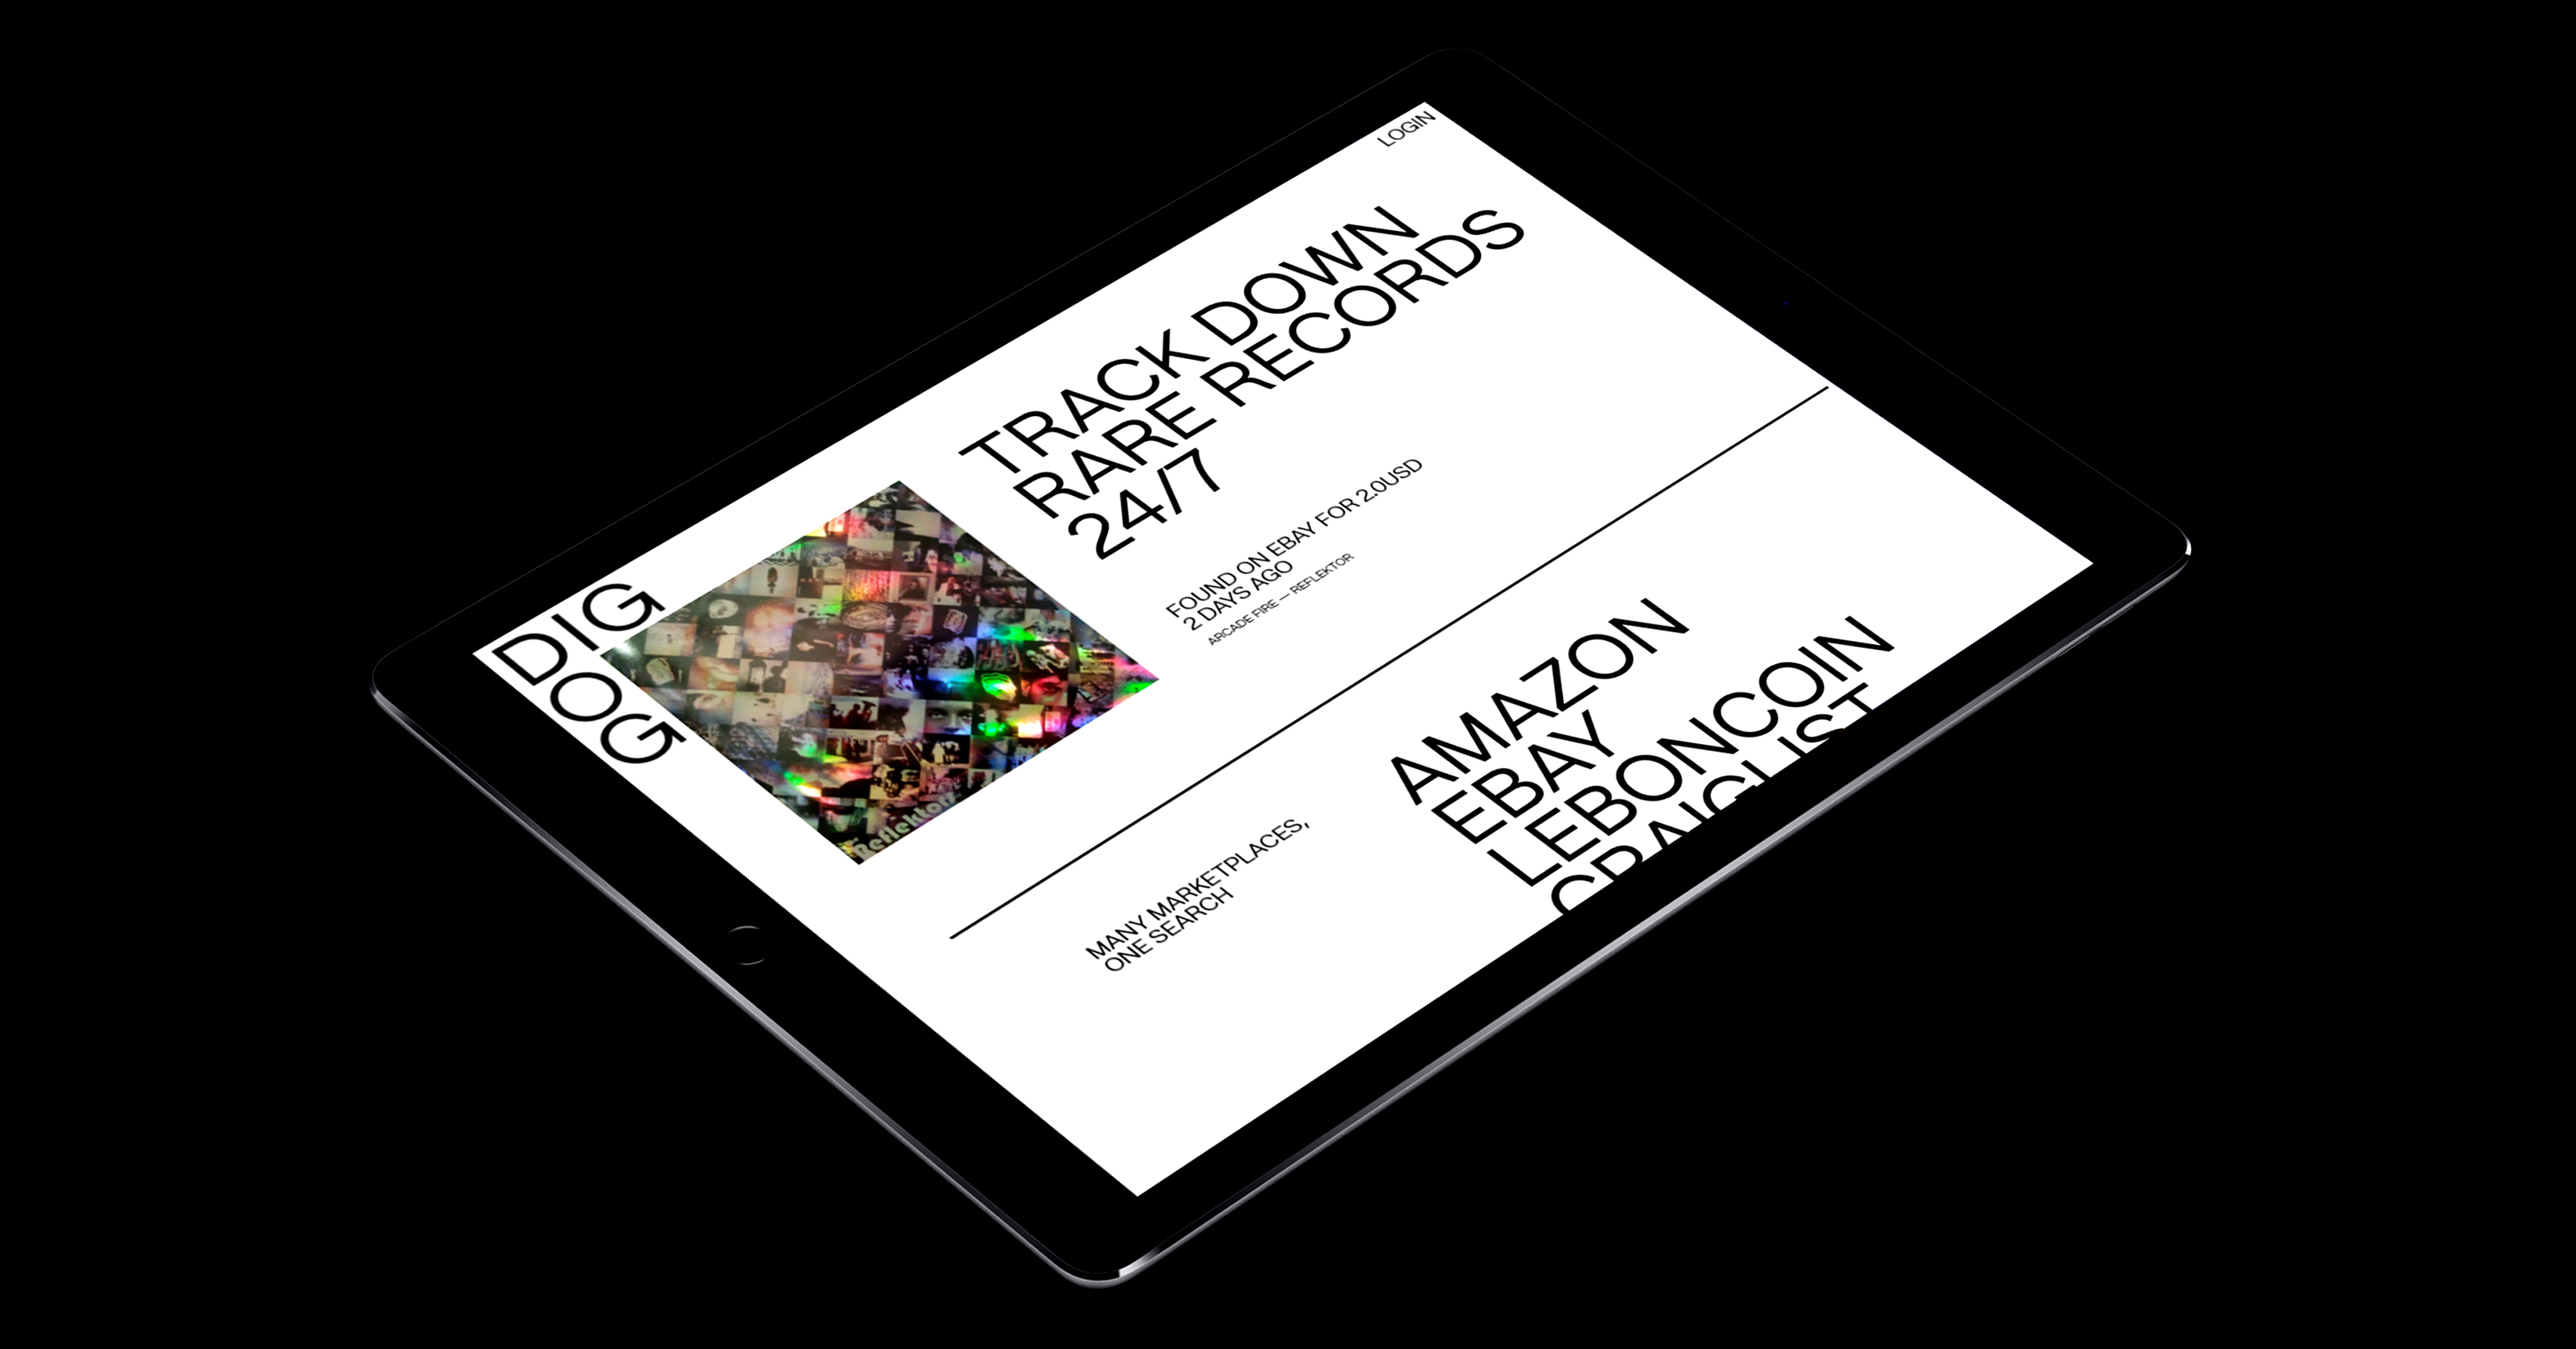 LOGIN
DIG
DOG
TRACK DOWN
RARE RECORDS
24/7
FOUND ON EBAY FOR 2.0USD
2 DAYS AGO
ARCADE FIRE — REFLEKTOR
Reflektor
MANY MARKETPLACES,
ONE SEARCH
AMAZON
EBAY
LEBONCOIN
CRAIGLIST